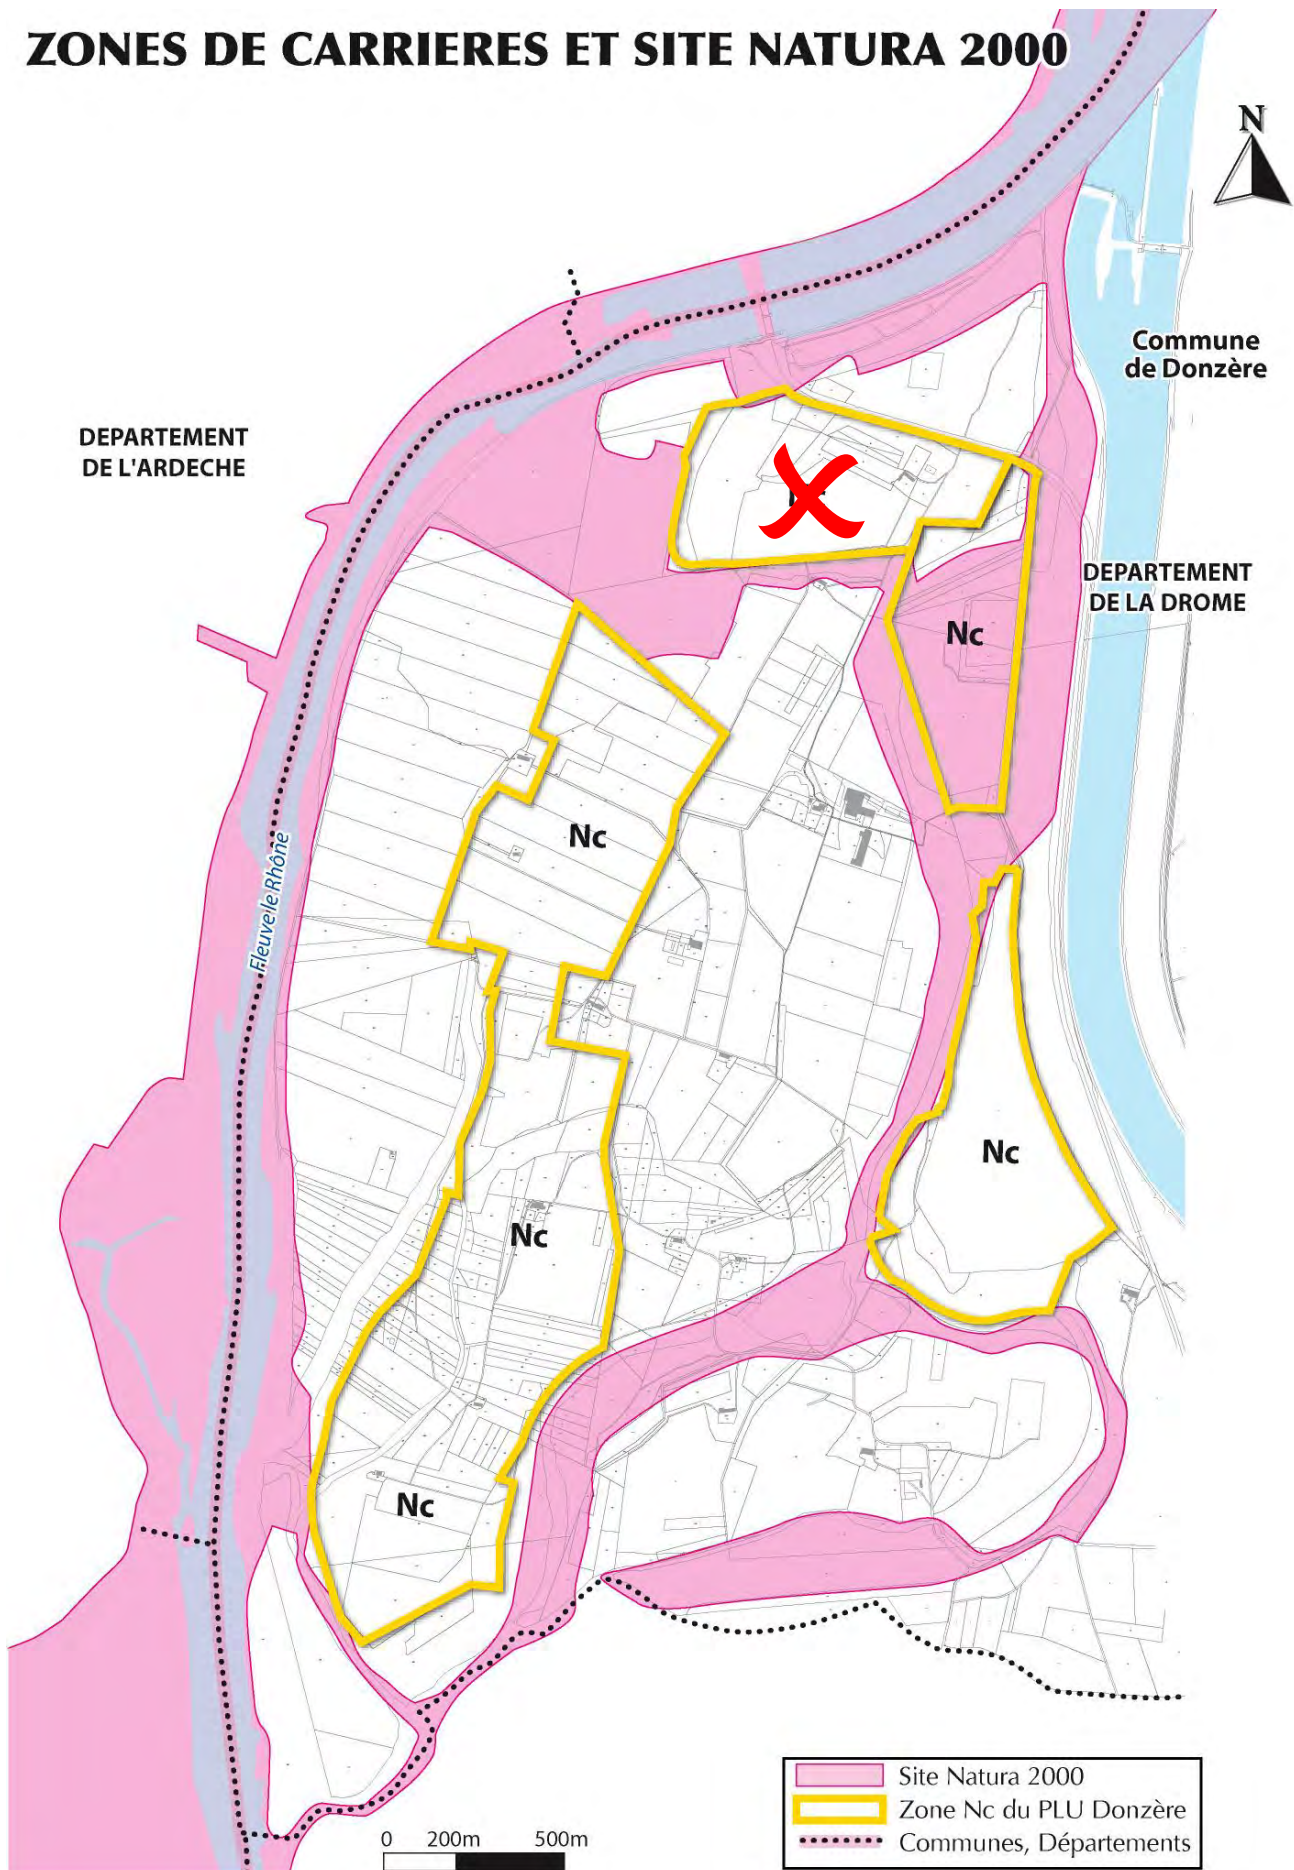 ZONES DE CARRIERES ET SITE NATURA 2000
N
Commune
de Donzère
DEPARTEMENT
DE L'ARDECHE
DEPARTEMENT
DE LA DROME
Nc
Nc
Fleuve le Rhône
Nc
Nc
Nc
Site Natura 2000
Zone Nc du PLU Donzère
Communes, Départements
0 200m 500m